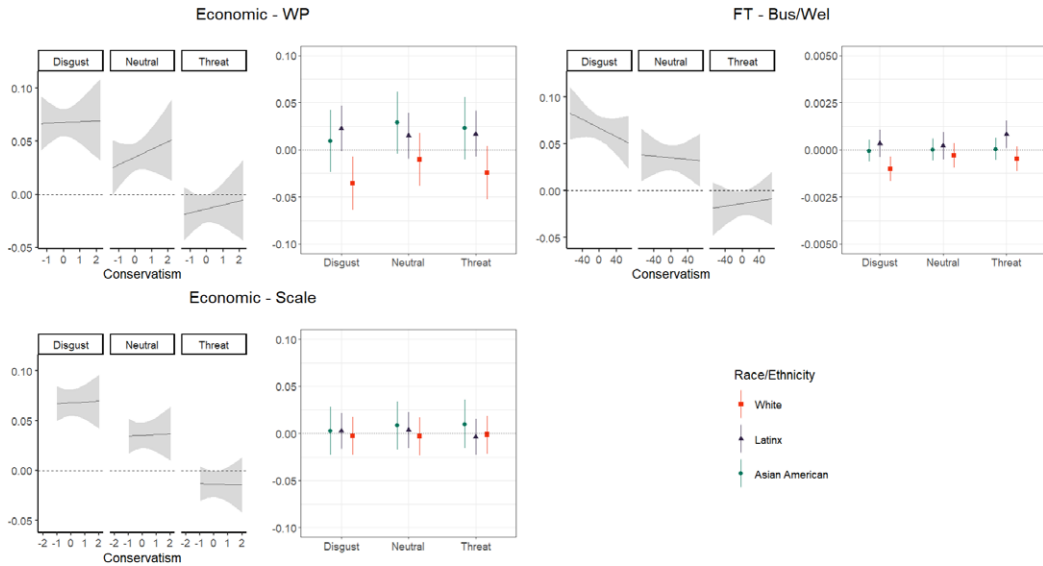 Economic - WP
Disgust Neutral Threat
0.10
0.05
0.00
-0.05
-1 0 1 2 -1 0 1 2 -1 0 1 2
Conservatism
0.10
0.05
0.00
-0.05
-0.10
Disgust Neutral Threat
FT - Bus/Wel
Disgust Neutral Threat
0.10
0.05
0.00
-0.05
-40 0 40 -40 0 40 -40 0 40
Conservatism
0.0050
0.0025
0.0000
-0.0025
-0.0050
Disgust Neutral Threat
Economic - Scale
Disgust Neutral Threat
0.10
0.05
0.00
-0.05
-2 -1 0 1 2 -2 -1 0 1 2 -2 -1 0 1 2
Conservatism
0.10
0.05
0.00
-0.05
-0.10
Disgust Neutral Threat
Race/Ethnicity
White
Latinx
Asian American